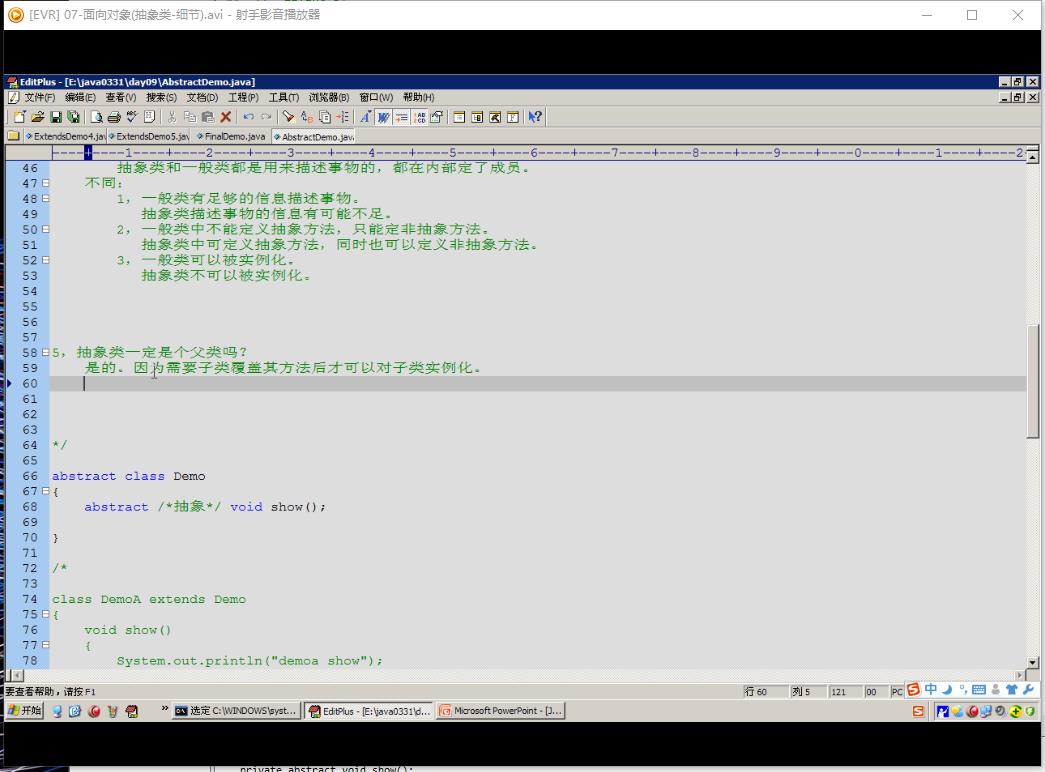 [EVR] 07-面向对象(抽象类-细节).avi - 射手影音播放器
EditPlus - [E:\java0331\day09\AbstractDemo.java]
文件(F) 编辑(E) 查看(V) 搜索(S) 文档(D) 工程(P) 工具(T) 浏览器(B) 窗口(W) 帮助(H)
ExtendsDemo4.jav ExtendsDemo5.jav FinalDemo.java AbstractDemo.java
----+----1----+----2----+----3----+----4----+----5----+----6----+----7----+----8----+----9----+----0----+----1----+----2
46 抽象类和一般类都是用来描述事物的，都在内部定了成员。
47 不同：
48 1，一般类有足够的信息描述事物。
49 抽象类描述事物的信息有可能不足。
50 2，一般类中不能定义抽象方法，只能定非抽象方法。
51 抽象类中可定义抽象方法，同时也可以定义非抽象方法。
52 3，一般类可以被实例化。
53 抽象类不可以被实例化。
54
55
56
57
58 5，抽象类一定是个父类吗？
59 是的。因为需要子类覆盖其方法后才可以对子类实例化。
60
61
62
63
64 */
65
66 abstract class Demo
67 {
68 abstract /*抽象*/ void show();
69
70 }
71
72 /*
73
74 class DemoA extends Demo
75 {
76 void show()
77 {
78 System.out.println("demoa show");
要查看帮助，请按 F1 行 60 列 5 121 00 PC 中
开始 » 选定 C:\WINDOWS\syst... EditPlus - [E:\java0331\d... Microsoft PowerPoint - [J...
private abstract void show();